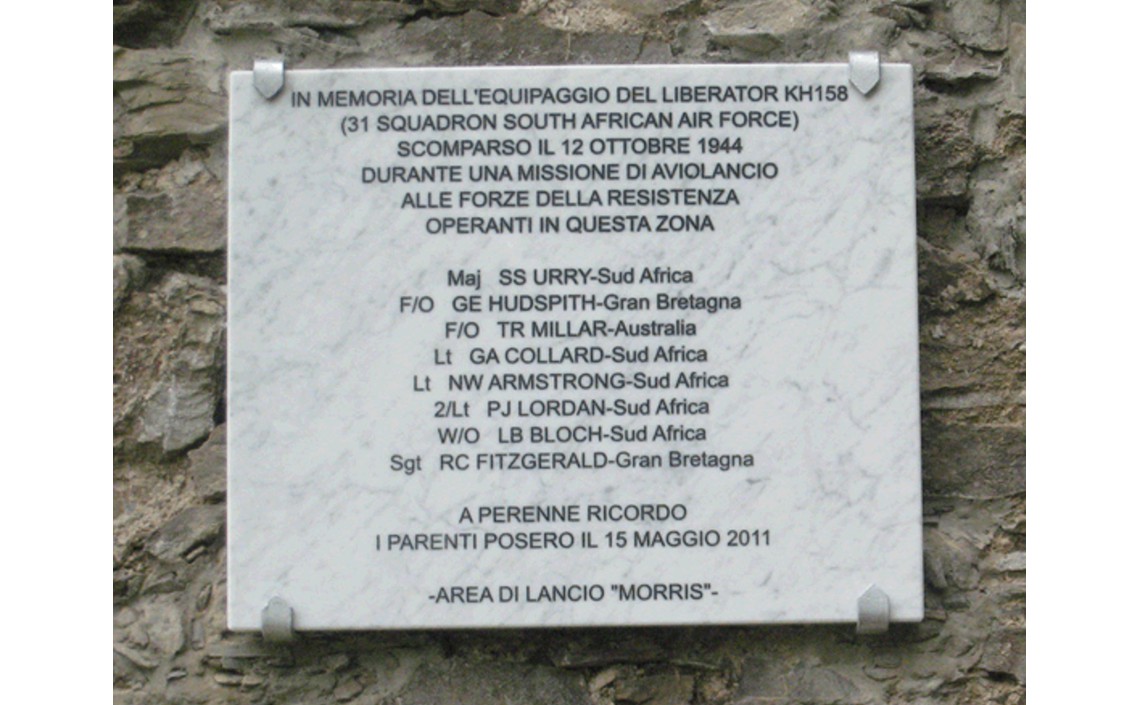 IN MEMORIA DELL'EQUIPAGGIO DEL LIBERATOR KH158
(31 SQUADRON SOUTH AFRICAN AIR FORCE)
SCOMPARSO IL 12 OTTOBRE 1944
DURANTE UNA MISSIONE DI AVIOLANCIO
ALLE FORZE DELLA RESISTENZA
OPERANTI IN QUESTA ZONA
Maj SS URRY-Sud Africa
F/O GE HUDSPITH-Gran Bretagna
F/O TR MILLAR-Australia
Lt GA COLLARD-Sud Africa
Lt NW ARMSTRONG-Sud Africa
2/Lt PJ LORDAN-Sud Africa
W/O LB BLOCH-Sud Africa
Sgt RC FITZGERALD-Gran Bretagna
A PERENNE RICORDO
I PARENTI POSERO IL 15 MAGGIO 2011
-AREA DI LANCIO "MORRIS"-